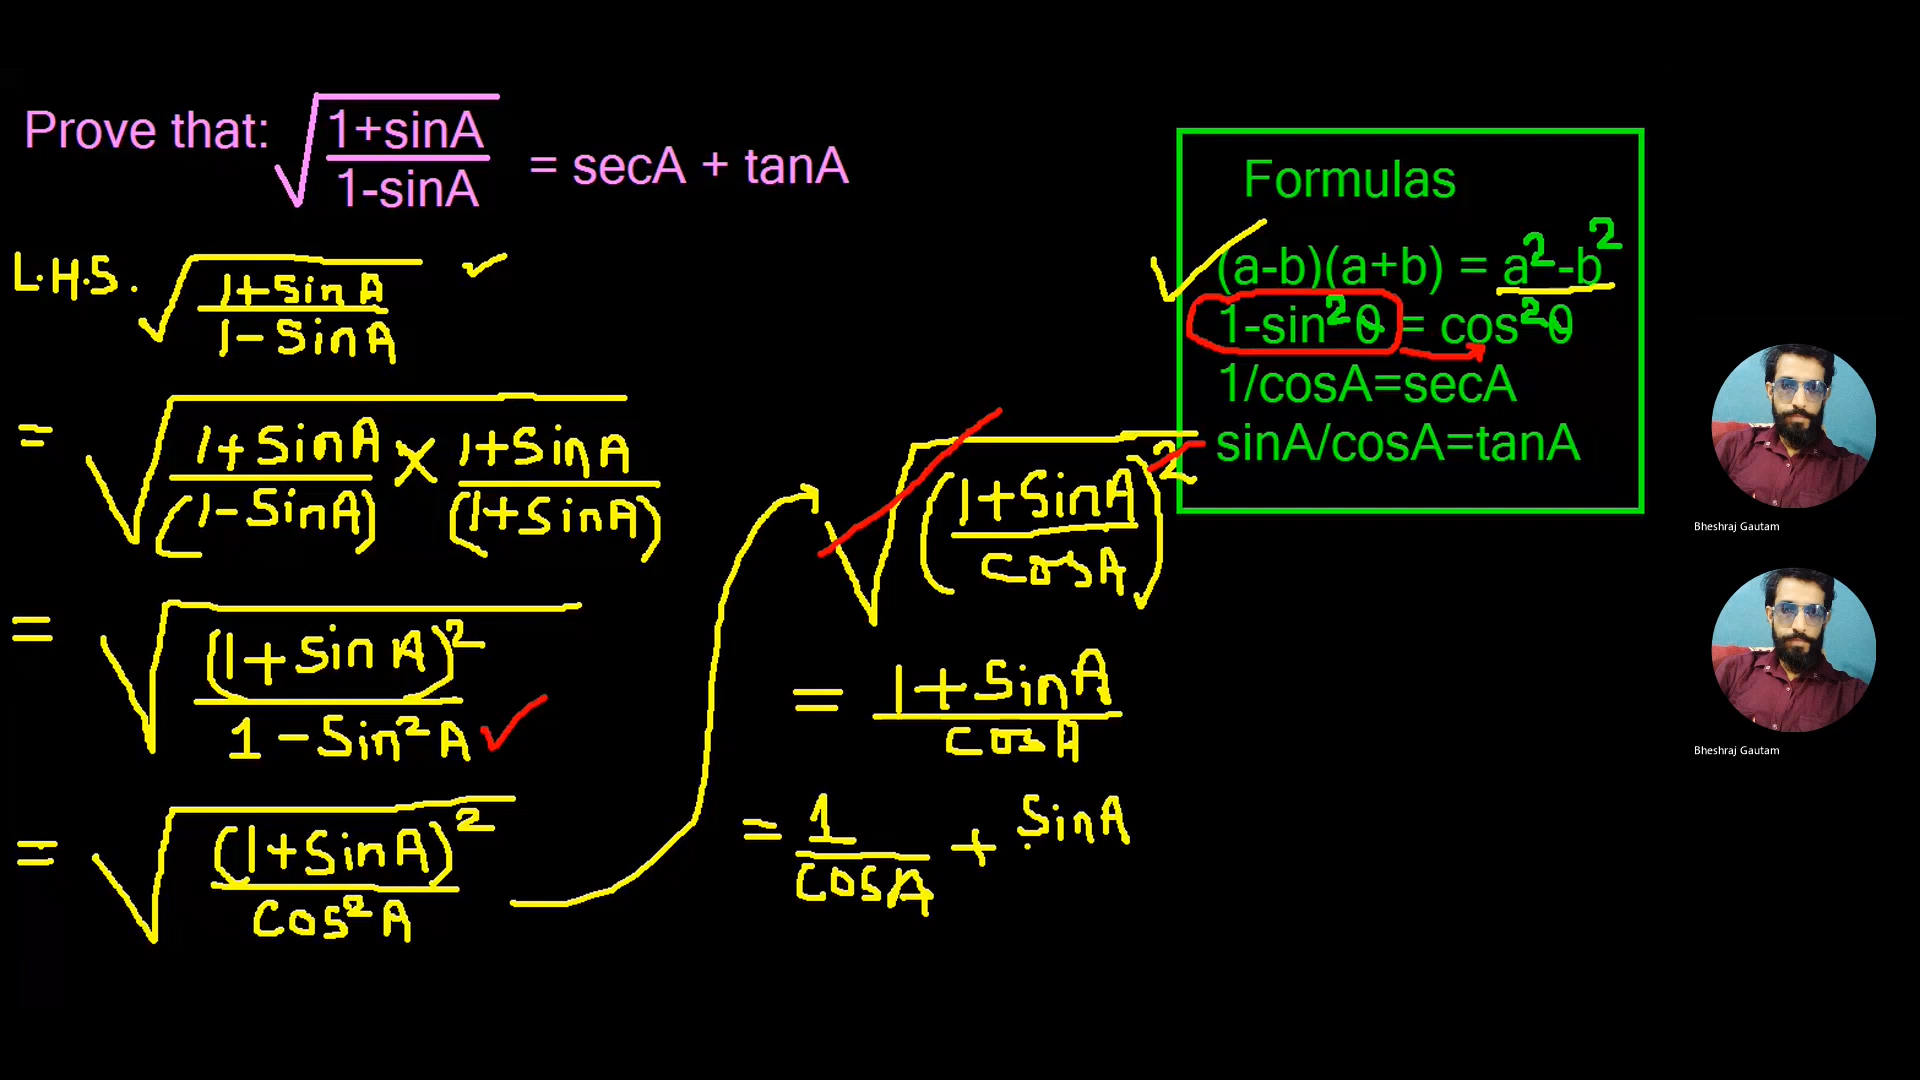 Prove that: √(1+sinA / 1-sinA) = secA + tanA
L.H.S. √(1+SinA / 1-SinA) ✓
= √(1+SinA / (1-SinA) × 1+SinA / (1+SinA))
= √((1+Sin A)² / 1-Sin²A) ✓
= √((1+SinA)² / Cos²A)
√(1+SinA / CosA)²
= 1+SinA / CosA
= 1 / CosA + SinA
Formulas
(a-b)(a+b) = a²-b²
1-sin²θ = cos²θ
1/cosA=secA
sinA/cosA=tanA
Bheshraj Gautam
Bheshraj Gautam